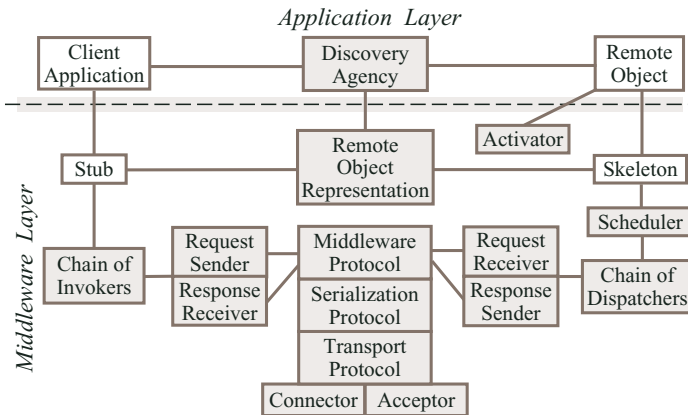 Application Layer
Client
Application
Discovery
Agency
Remote
Object
Activator
Stub
Remote
Object
Representation
Skeleton
Scheduler
Middleware Layer
Chain of
Invokers
Request
Sender
Response
Receiver
Middleware
Protocol
Serialization
Protocol
Transport
Protocol
Connector
Acceptor
Request
Receiver
Response
Sender
Chain of
Dispatchers